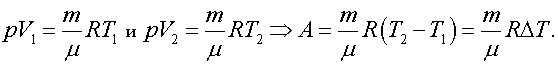 pV₁ = m/μ RT₁ и pV₂ = m/μ RT₂ ⇒ A = m/μ R(T₂ − T₁) = m/μ RΔT.